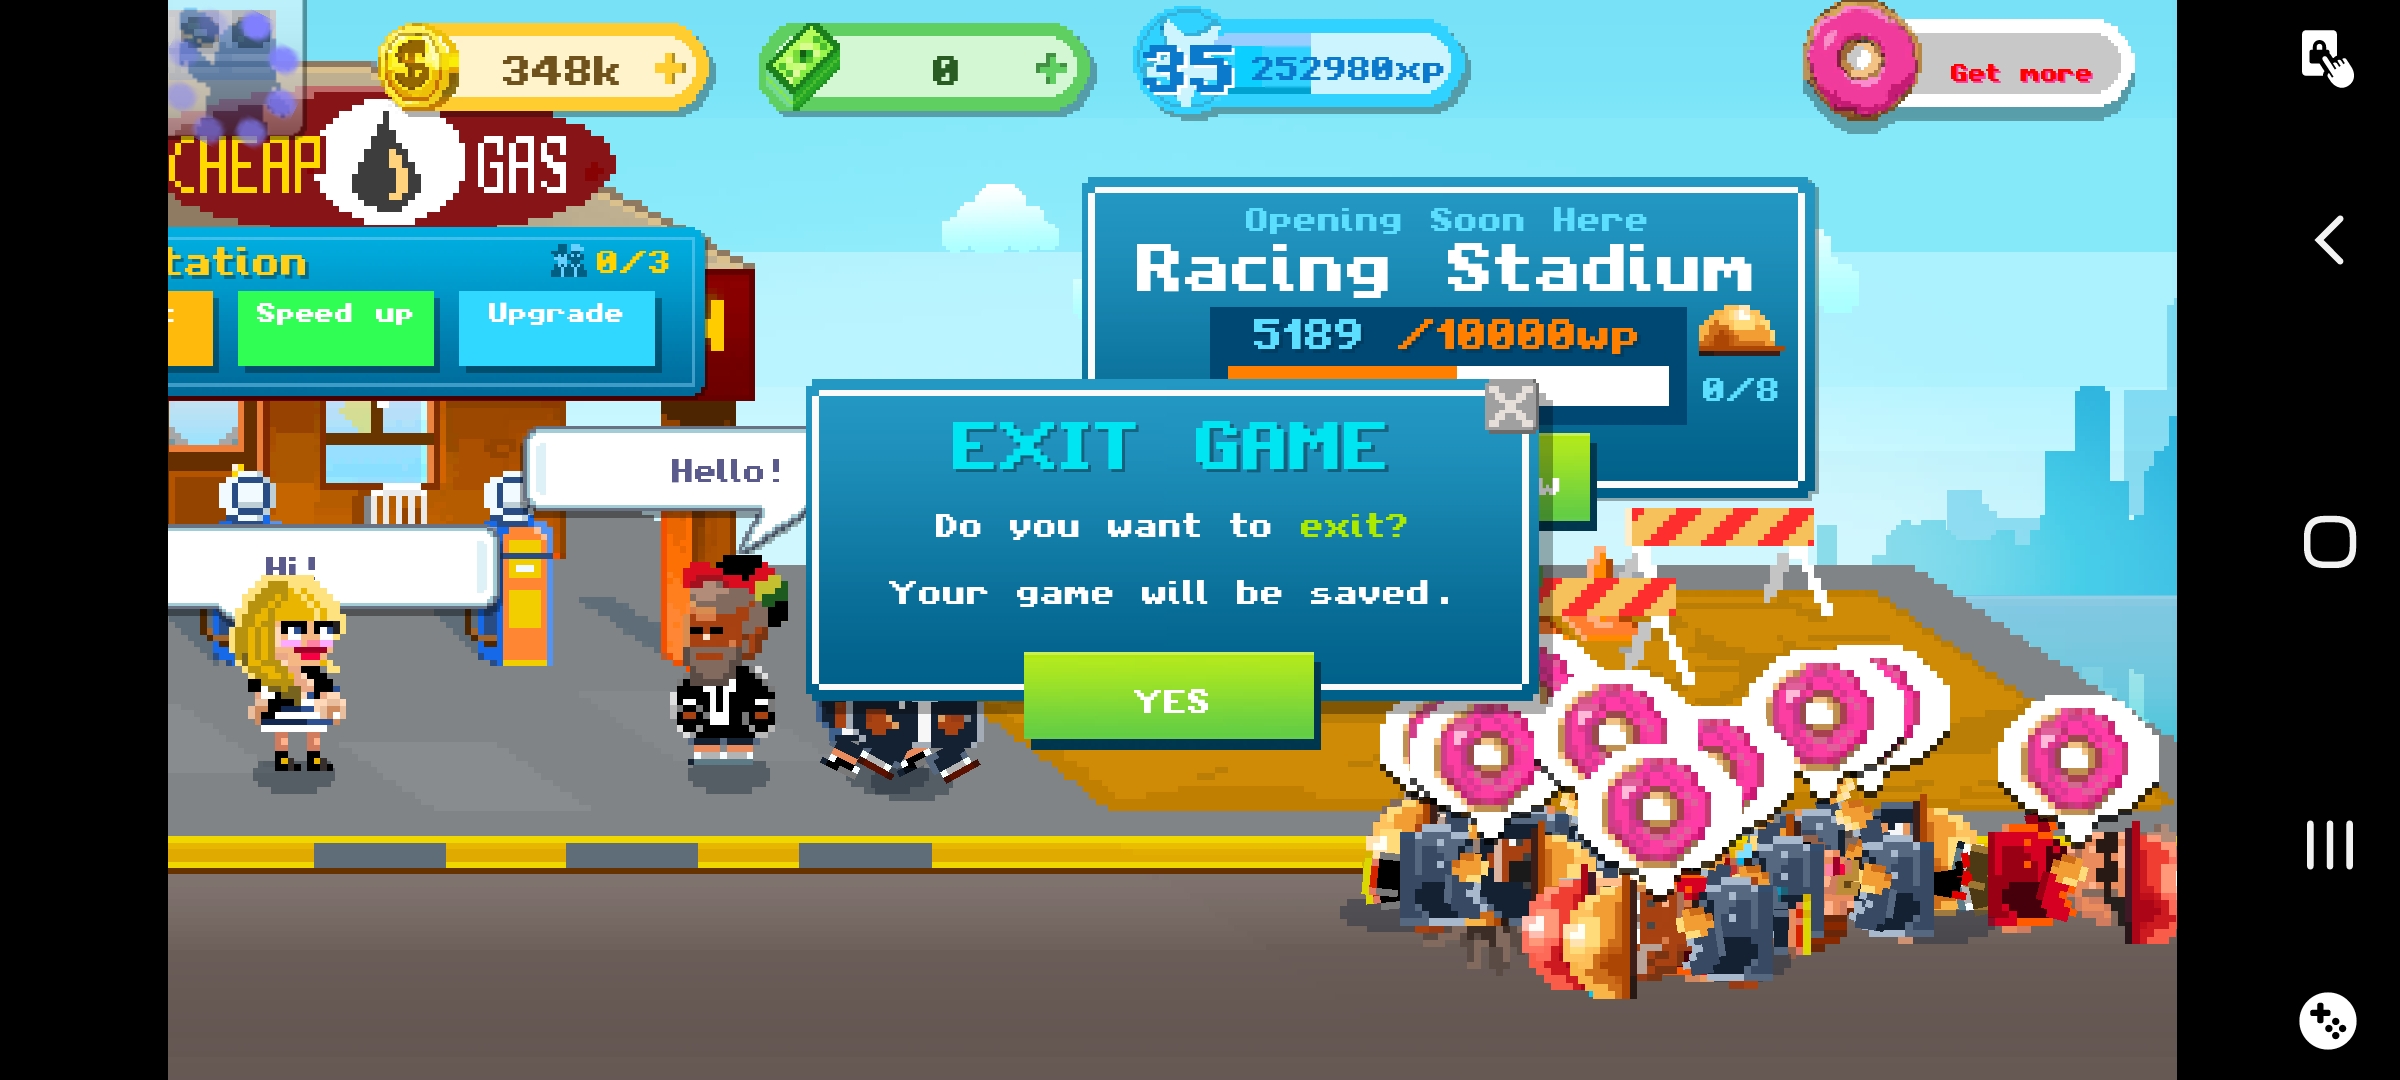 348k
0
35 252980xp
Get more
CHEAP GAS
tation
0/3
Speed up
Upgrade
Opening Soon Here
Racing Stadium
5189 /10000wp
0/8
Hello!
Hi!
EXIT GAME
Do you want to exit?
Your game will be saved.
YES